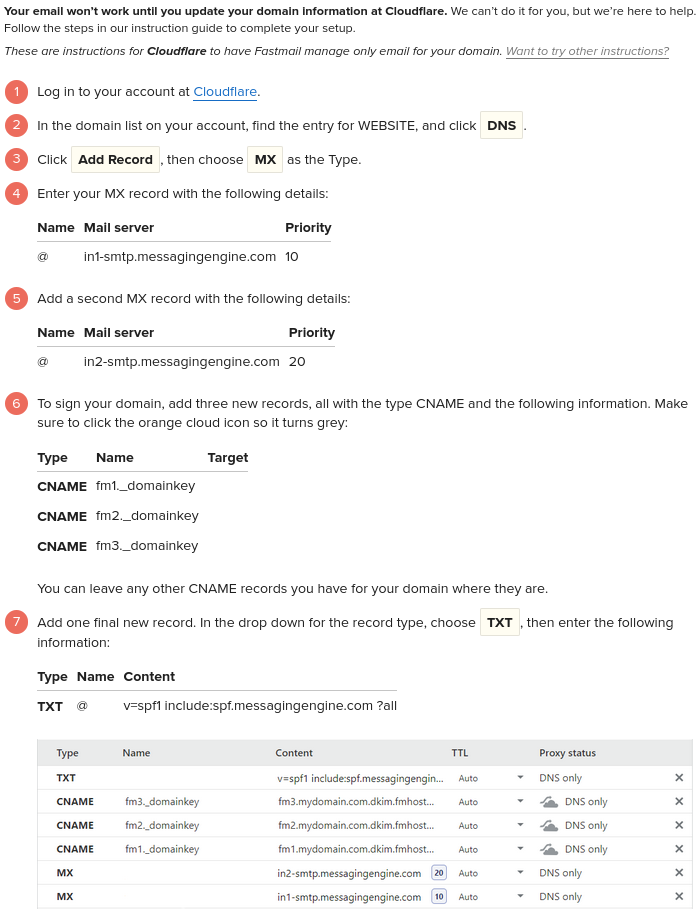 Your email won't work until you update your domain information at Cloudflare. We can't do it for you, but we're here to help.
Follow the steps in our instruction guide to complete your setup.
These are instructions for Cloudflare to have Fastmail manage only email for your domain. Want to try other instructions?
1 Log in to your account at Cloudflare.
2 In the domain list on your account, find the entry for WEBSITE, and click DNS .
3 Click Add Record , then choose MX as the Type.
4 Enter your MX record with the following details:
Name Mail server Priority
@ in1-smtp.messagingengine.com 10
5 Add a second MX record with the following details:
Name Mail server Priority
@ in2-smtp.messagingengine.com 20
6 To sign your domain, add three new records, all with the type CNAME and the following information. Make
sure to click the orange cloud icon so it turns grey:
Type Name Target
CNAME fm1._domainkey
CNAME fm2._domainkey
CNAME fm3._domainkey
You can leave any other CNAME records you have for your domain where they are.
7 Add one final new record. In the drop down for the record type, choose TXT , then enter the following
information:
Type Name Content
TXT @ v=spf1 include:spf.messagingengine.com ?all
Type Name Content TTL Proxy status
TXT v=spf1 include:spf.messagingengin... Auto DNS only ✕
CNAME fm3._domainkey fm3.mydomain.com.dkim.fmhost... Auto DNS only ✕
CNAME fm2._domainkey fm2.mydomain.com.dkim.fmhost... Auto DNS only ✕
CNAME fm1._domainkey fm1.mydomain.com.dkim.fmhost... Auto DNS only ✕
MX in2-smtp.messagingengine.com 20 Auto DNS only ✕
MX in1-smtp.messagingengine.com 10 Auto DNS only ✕